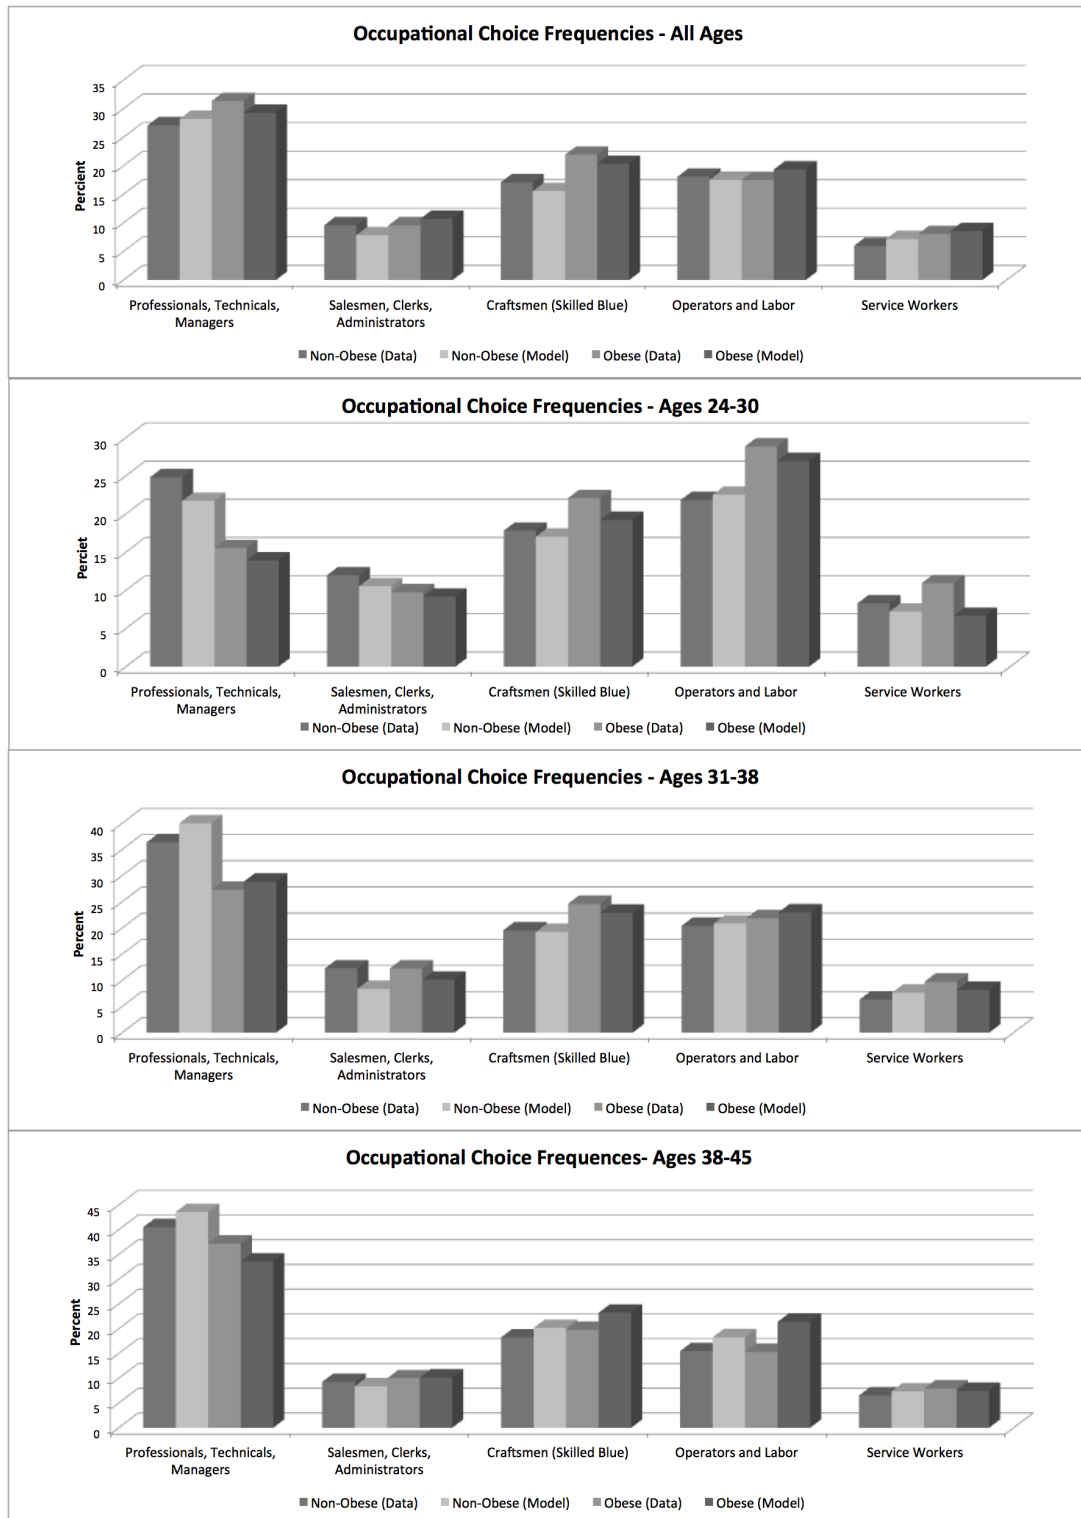 Occupational Choice Frequencies - All Ages
35
30
25
20
15
10
5
0
Percient
Professionals, Technicals,
Managers
Salesmen, Clerks,
Administrators
Craftsmen (Skilled Blue)
Operators and Labor
Service Workers
Non-Obese (Data) Non-Obese (Model) Obese (Data) Obese (Model)
Occupational Choice Frequencies - Ages 24-30
30
25
20
15
10
5
0
Perciet
Professionals, Technicals,
Managers
Salesmen, Clerks,
Administrators
Craftsmen (Skilled Blue)
Operators and Labor
Service Workers
Non-Obese (Data) Non-Obese (Model) Obese (Data) Obese (Model)
Occupational Choice Frequencies - Ages 31-38
40
35
30
25
20
15
10
5
0
Percent
Professionals, Technicals,
Managers
Salesmen, Clerks,
Administrators
Craftsmen (Skilled Blue)
Operators and Labor
Service Workers
Non-Obese (Data) Non-Obese (Model) Obese (Data) Obese (Model)
Occupational Choice Frequences- Ages 38-45
45
40
35
30
25
20
15
10
5
0
Percent
Professionals, Technicals,
Managers
Salesmen, Clerks,
Administrators
Craftsmen (Skilled Blue)
Operators and Labor
Service Workers
Non-Obese (Data) Non-Obese (Model) Obese (Data) Obese (Model)